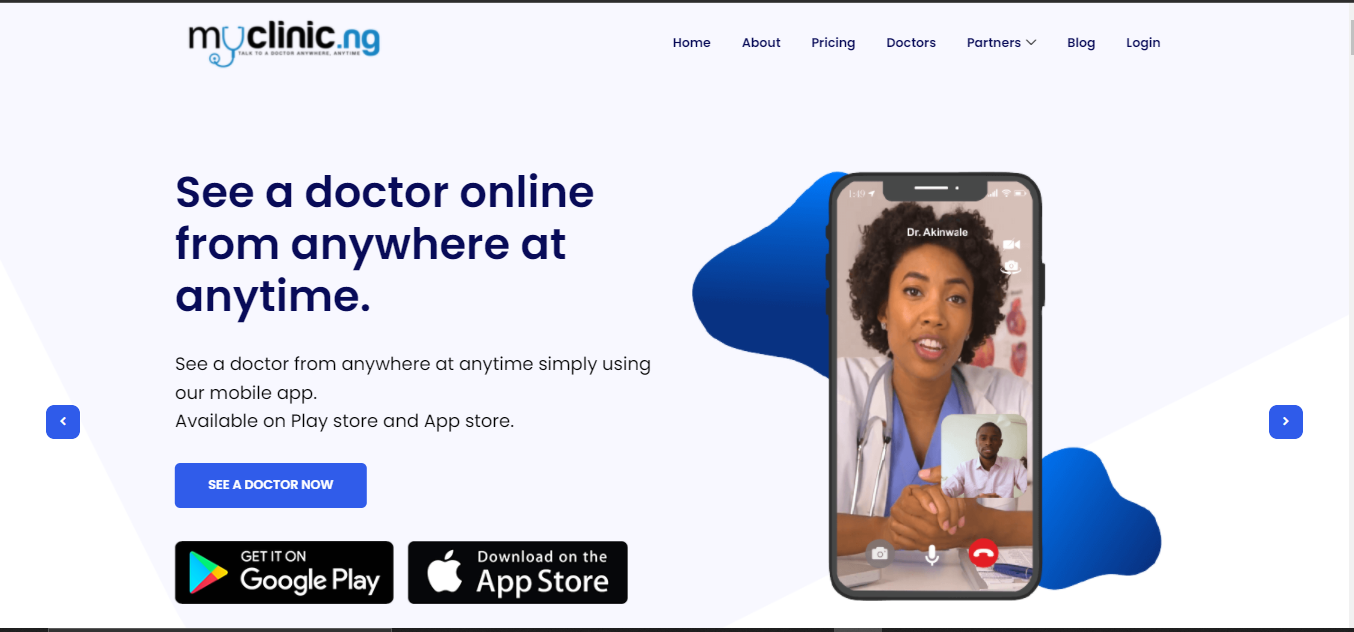 myclinic.ng
TALK TO A DOCTOR ANYWHERE, ANYTIME
Home About Pricing Doctors Partners Blog Login
See a doctor online
from anywhere at
anytime.
See a doctor from anywhere at anytime simply using
our mobile app.
Available on Play store and App store.
SEE A DOCTOR NOW
GET IT ON
Google Play
Download on the
App Store
1:49
Dr. Akinwale